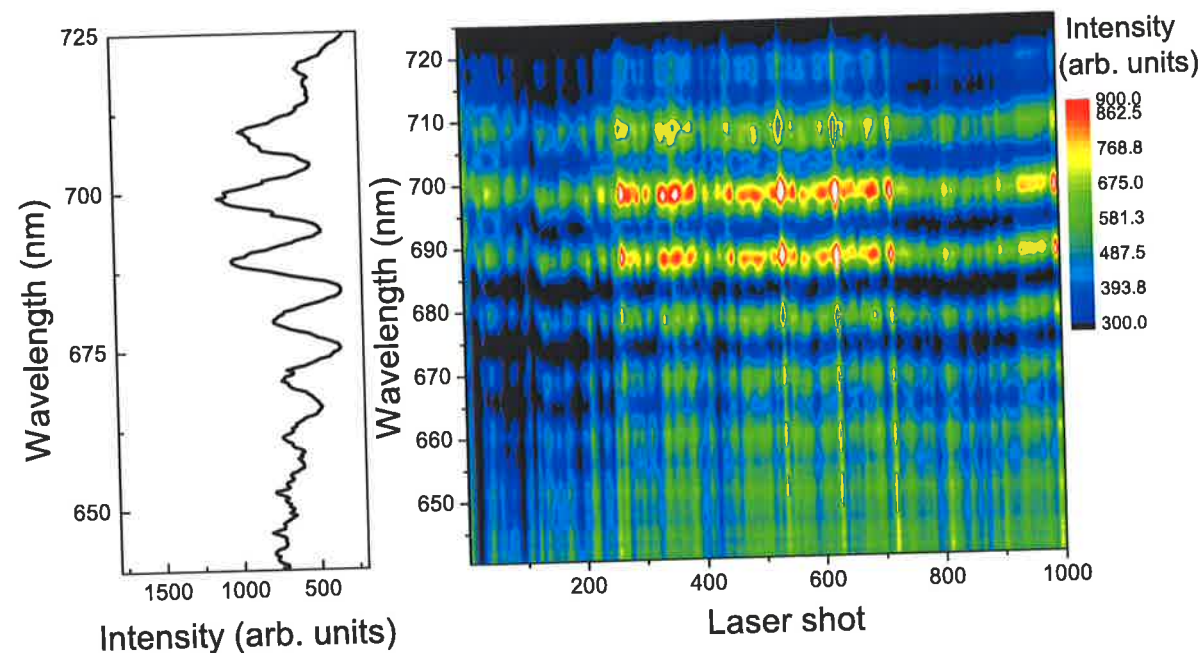 725
700
675
650
Wavelength (nm)
1500 1000 500
Intensity (arb. units)
720
710
700
690
680
670
660
650
Wavelength (nm)
200 400 600 800 1000
Laser shot
Intensity
(arb. units)
900.0
862.5
768.8
675.0
581.3
487.5
393.8
300.0